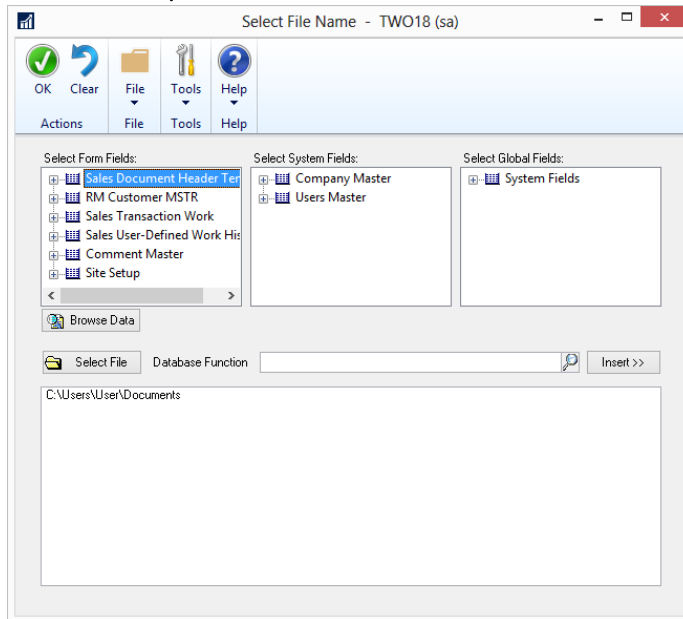 Select File Name - TWO18 (sa)
OK Clear File Tools Help
Actions File Tools Help
Select Form Fields: Select System Fields: Select Global Fields:
Sales Document Header Ter Company Master System Fields
RM Customer MSTR Users Master
Sales Transaction Work
Sales User-Defined Work His
Comment Master
Site Setup
Browse Data
Select File Database Function Insert >>
C:\Users\User\Documents